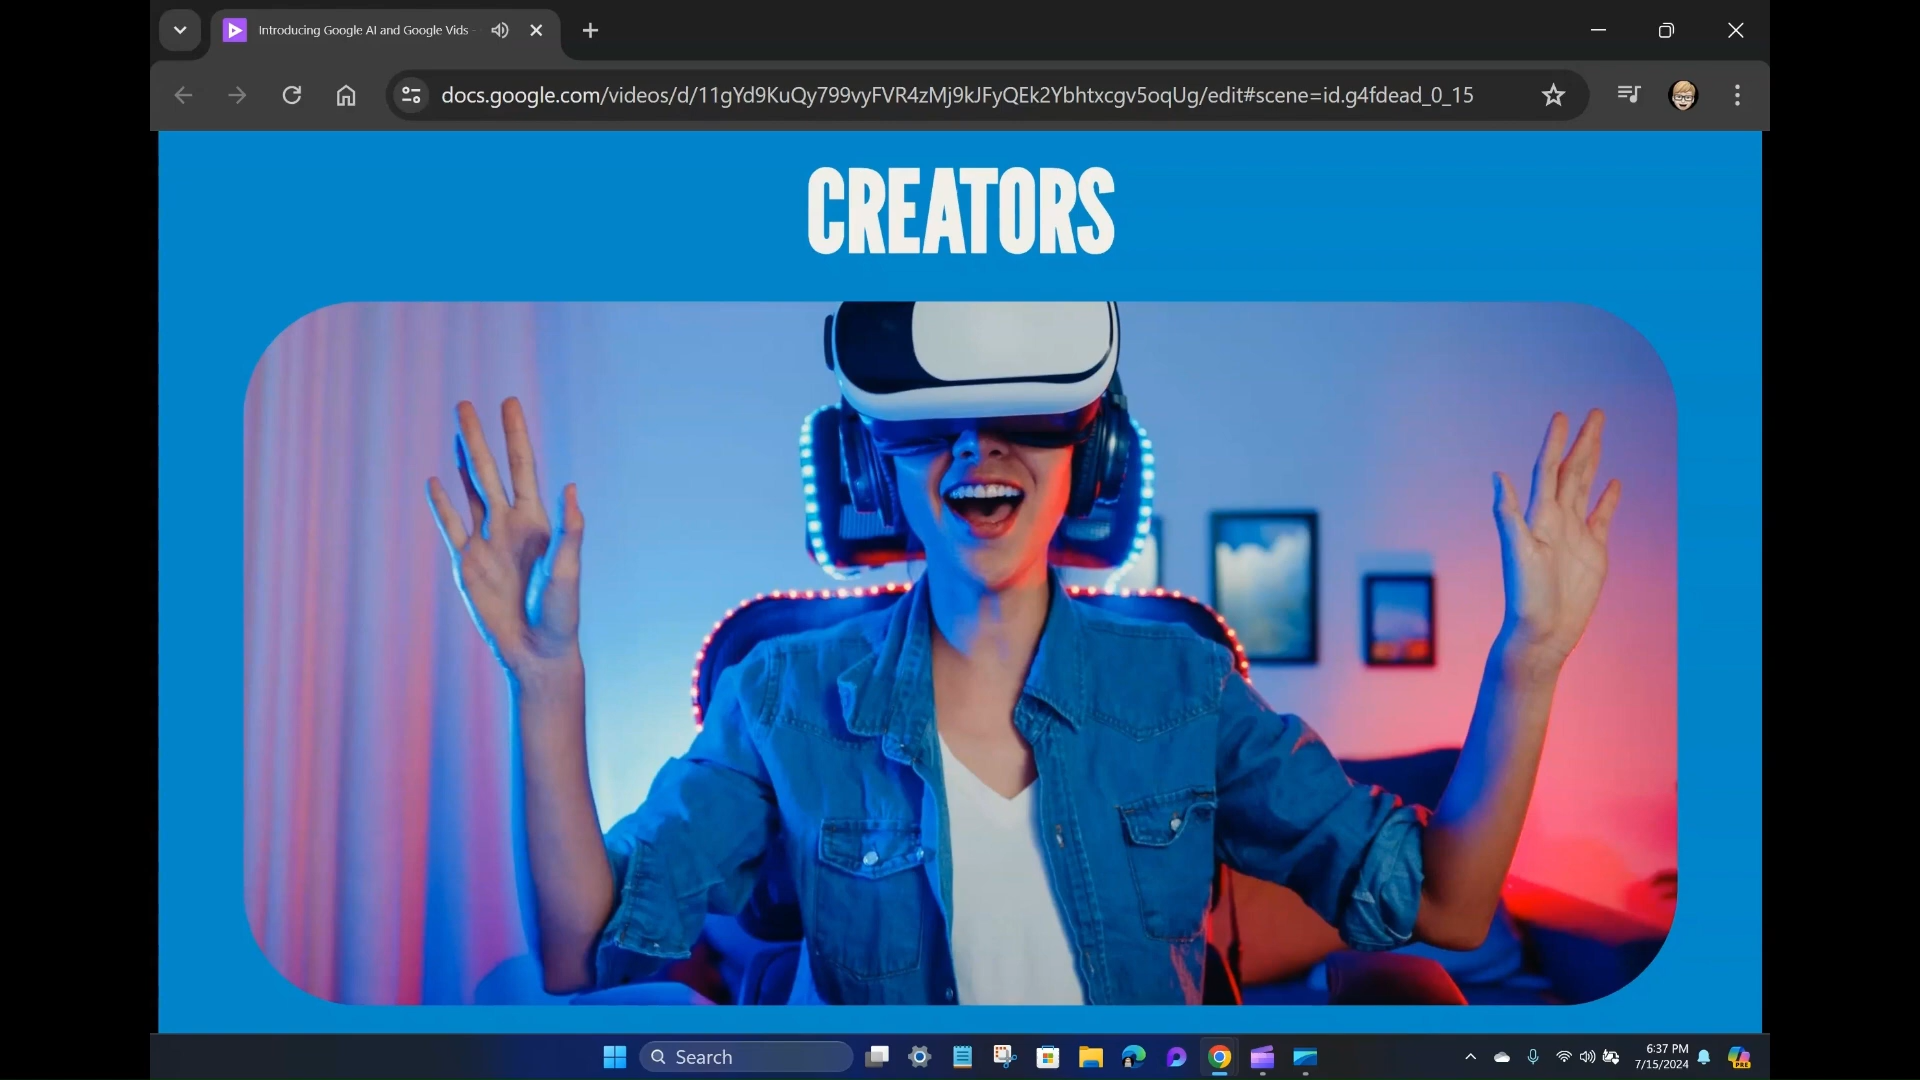 Introducing Google AI and Google Vids -
docs.google.com/videos/d/11gYd9KuQy799vyFVR4zMj9kJFyQEk2Ybhtxcgv5oqUg/edit#scene=id.g4fdead_0_15
CREATORS
Search
6:37 PM
7/15/2024
PRE